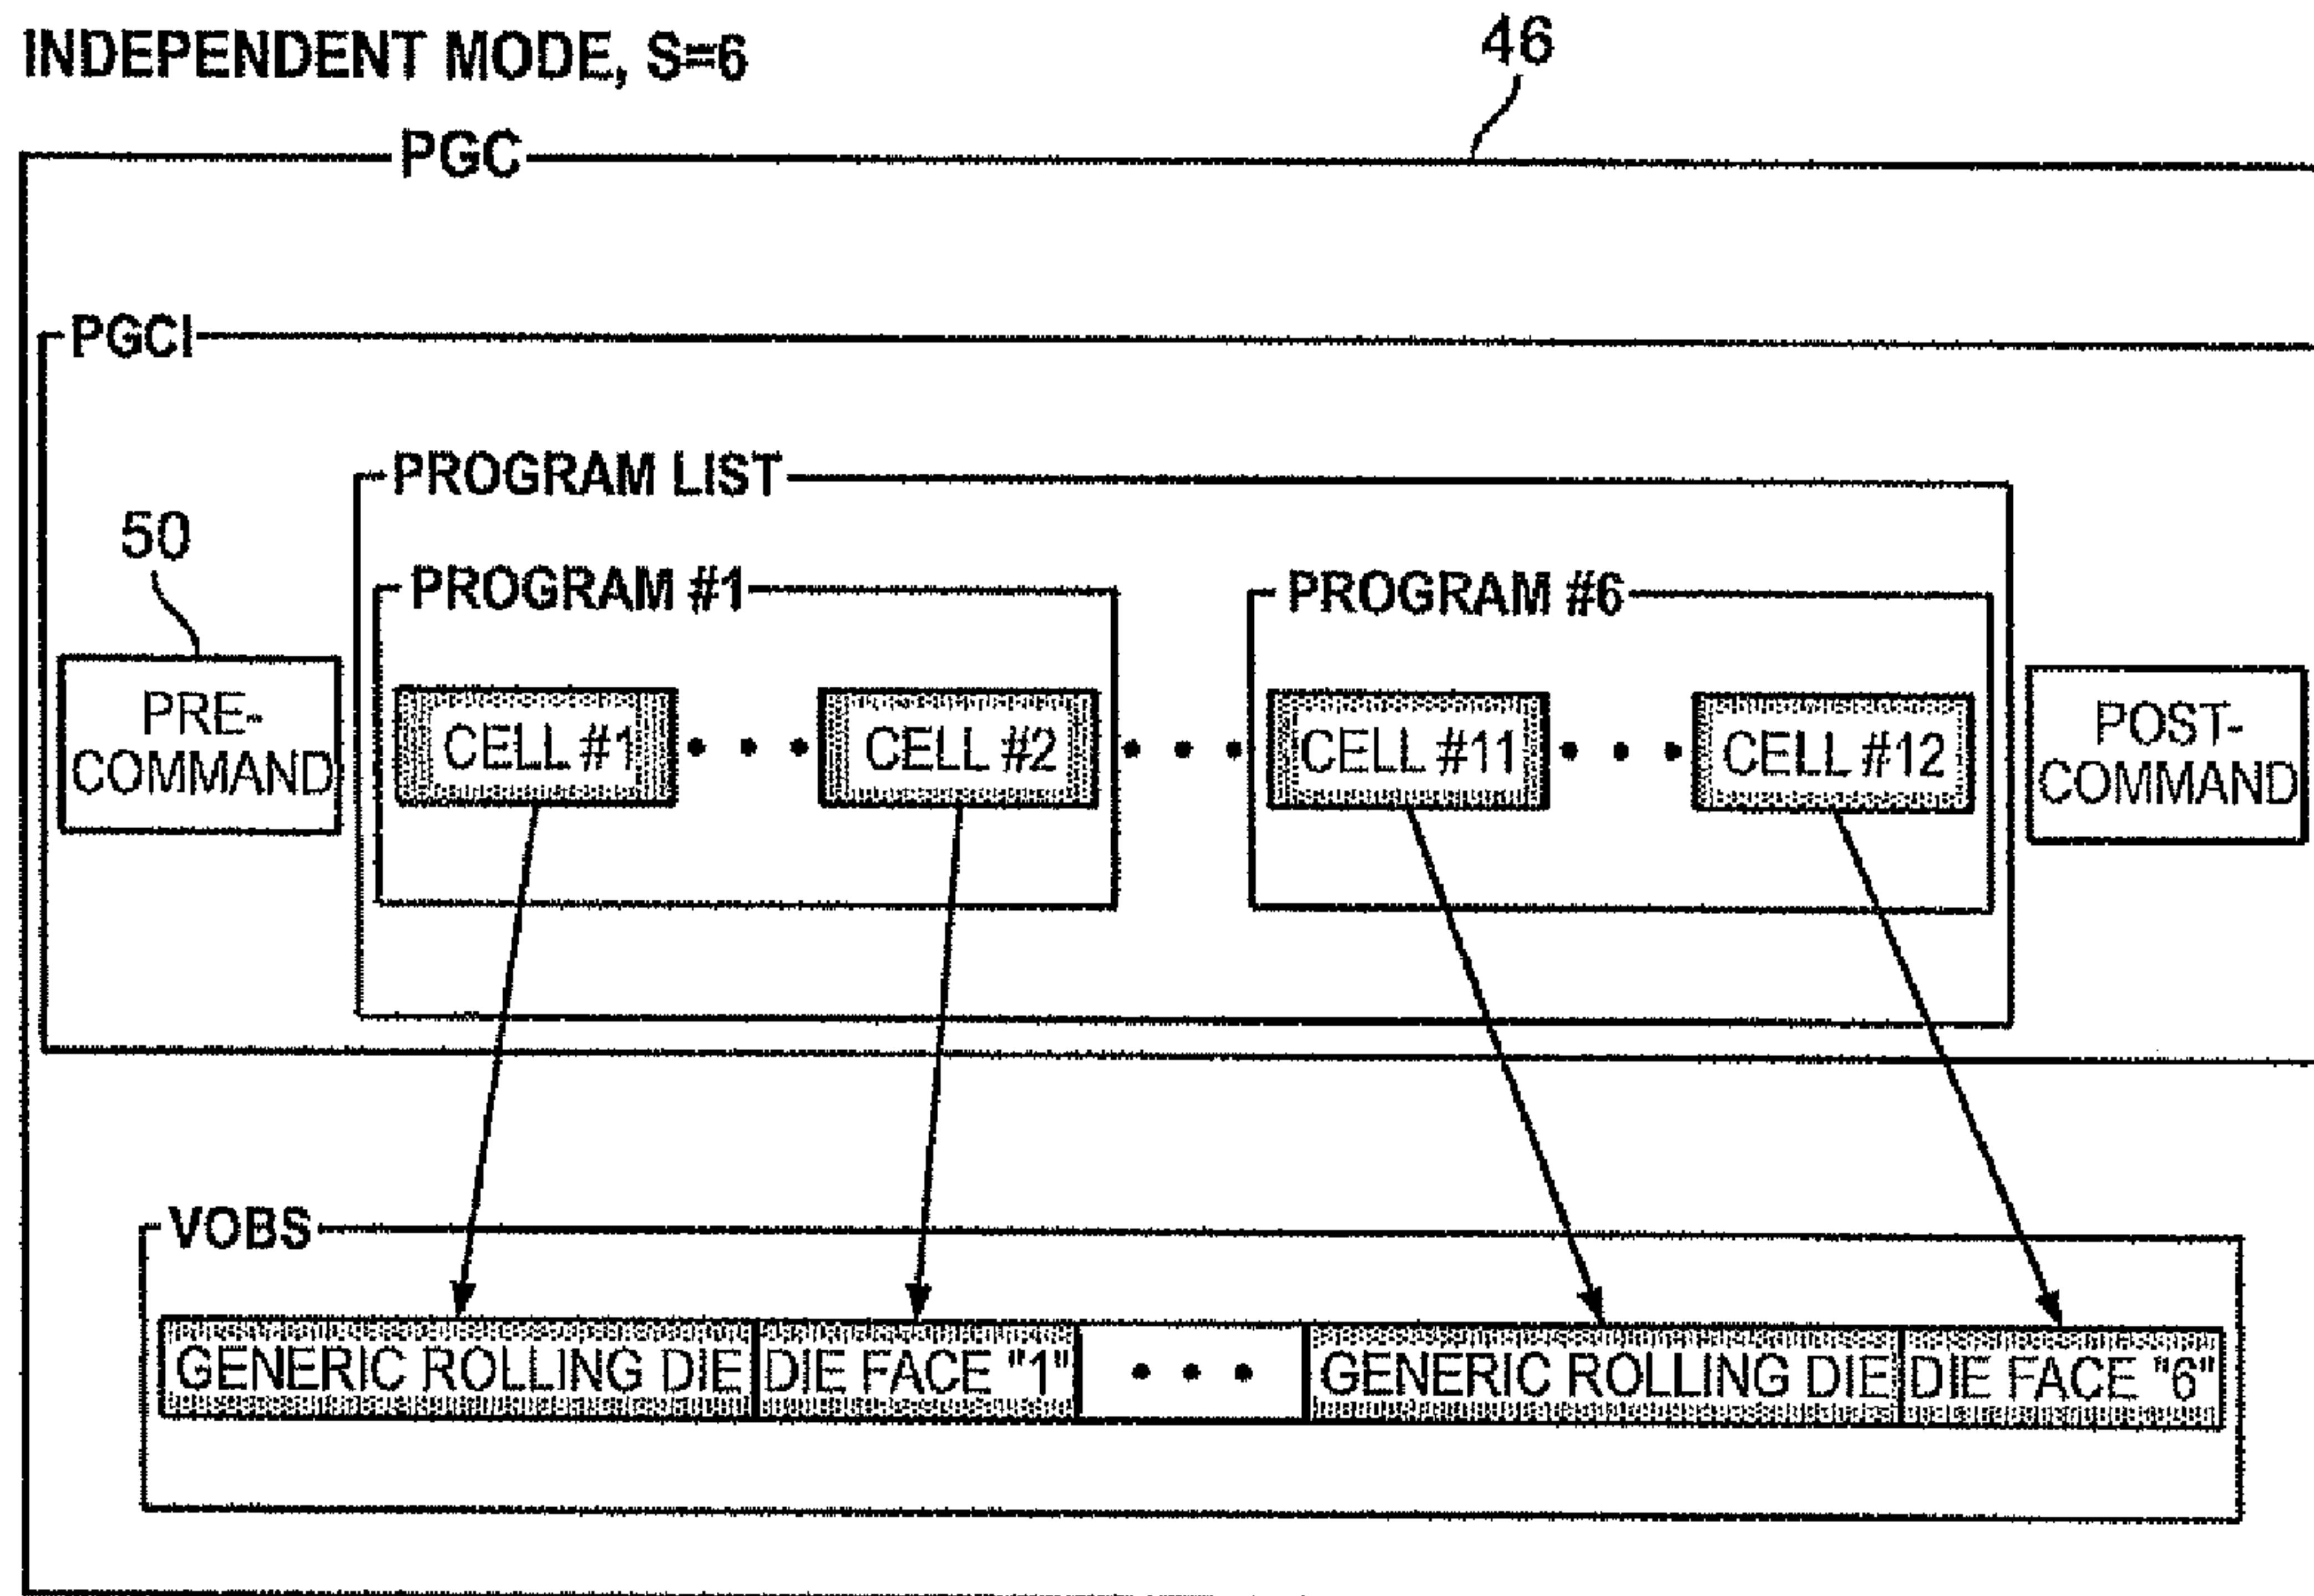 INDEPENDENT MODE, S=6
46
PGC
PGCI
PROGRAM LIST
50
PROGRAM #1
PROGRAM #6
PRE-
COMMAND
CELL #1
CELL #2
CELL #11
CELL #12
POST-
COMMAND
VOBS
GENERIC ROLLING DIE
DIE FACE "1"
GENERIC ROLLING DIE
DIE FACE "6"